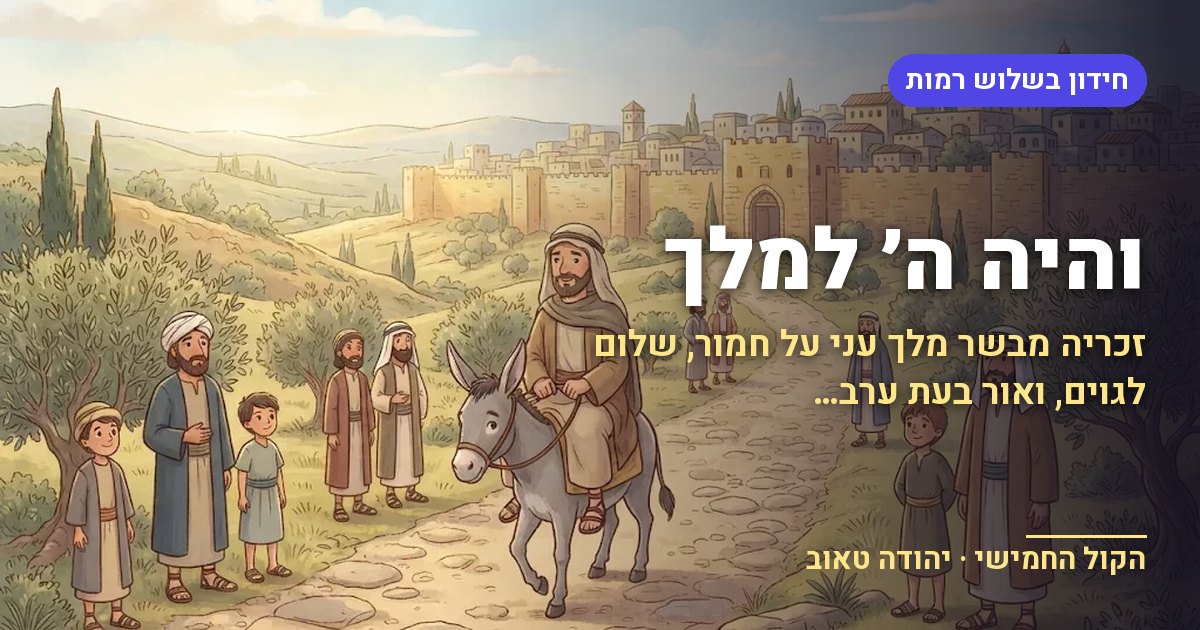 חידון בשלוש רמות
והיה ה׳ למלך
זכריה מבשר מלך עני על חמור, שלום
לגוים, ואור בעת ערב...
הקול החמישי · יהודה טאוב